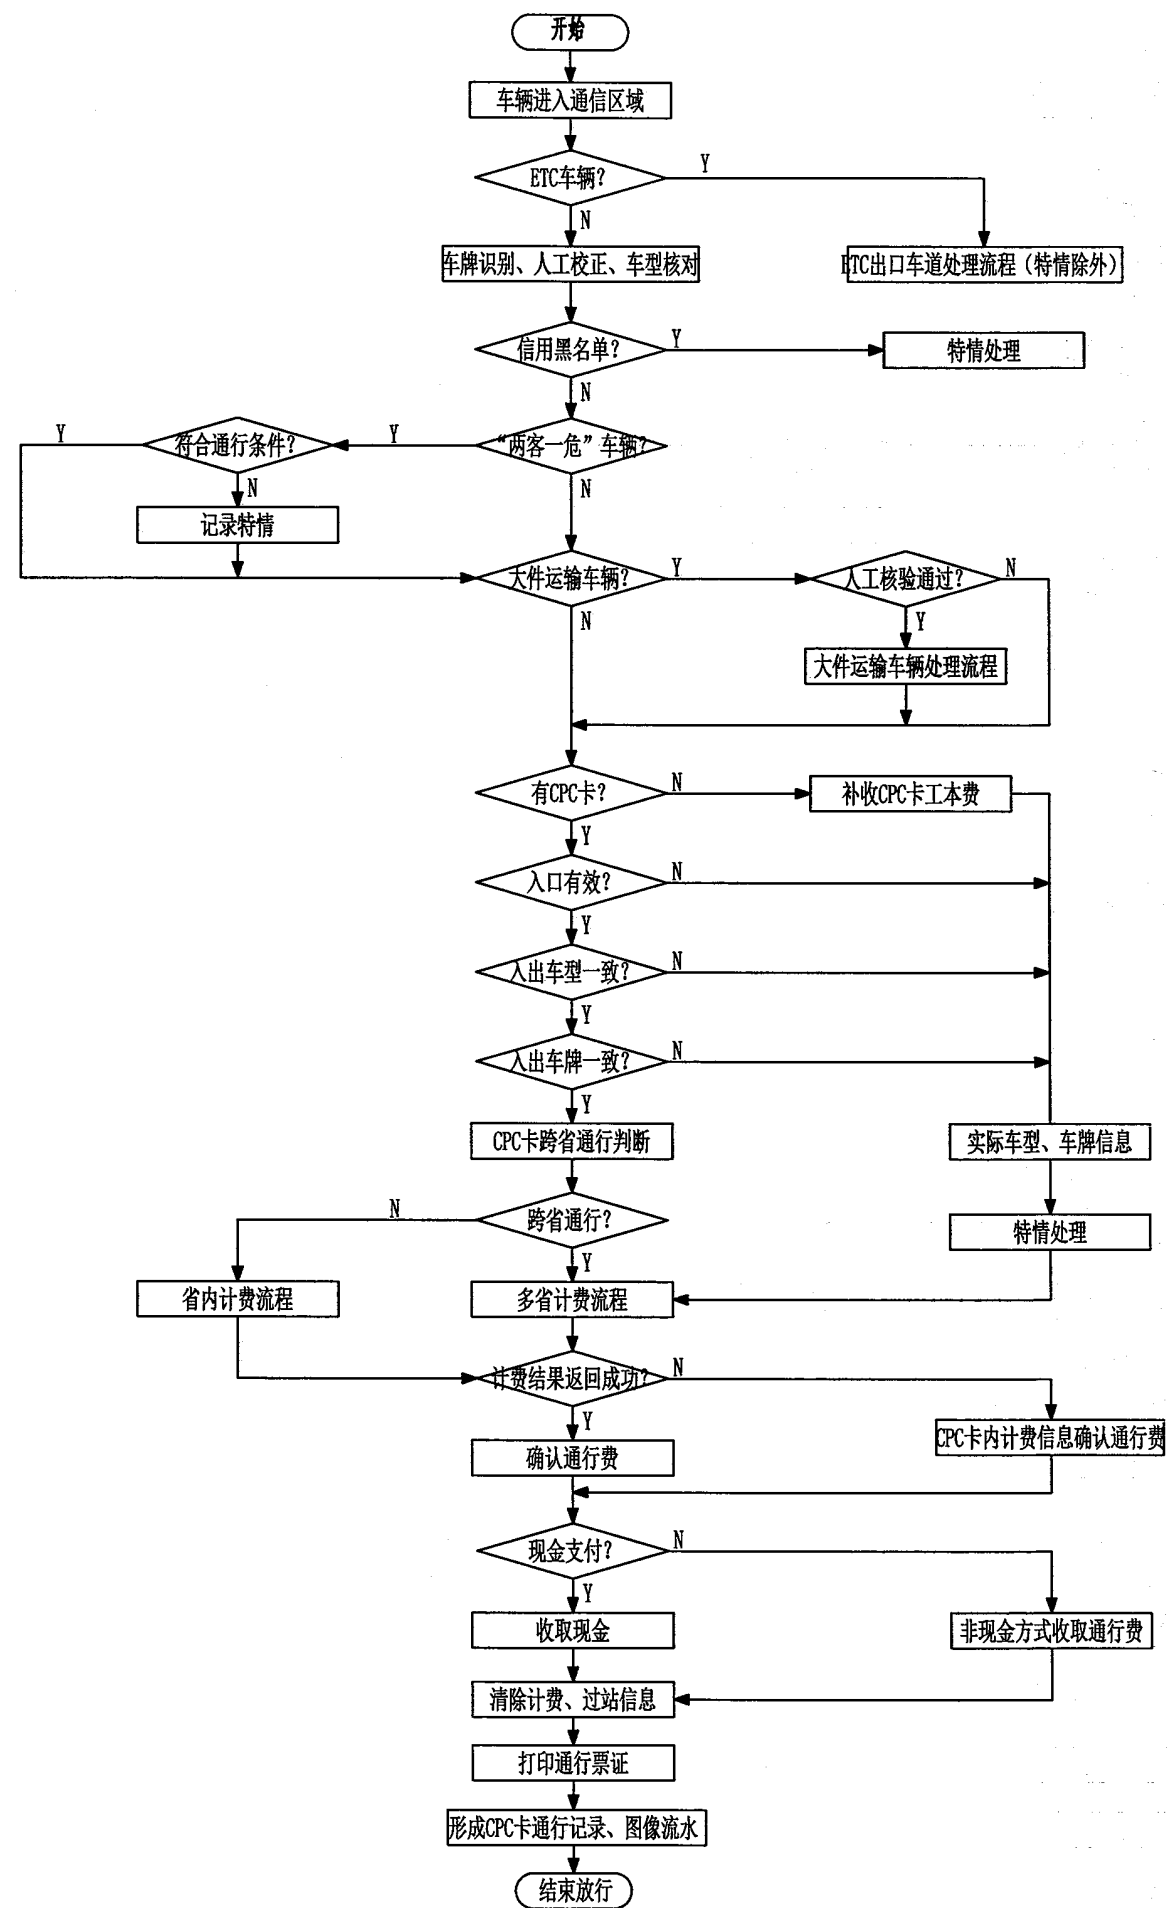 开始
车辆进入通信区域
ETC车辆?
Y
N
车牌识别、人工校正、车型核对
ETC出口车道处理流程（特情除外）
信用黑名单?
Y
特情处理
N
Y
符合通行条件?
Y
“两客一危”车辆?
N
N
记录特情
大件运输车辆?
Y
人工核验通过?
N
N
Y
大件运输车辆处理流程
有CPC卡?
N
补收CPC卡工本费
Y
入口有效?
N
Y
入出车型一致?
N
Y
入出车牌一致?
N
Y
CPC卡跨省通行判断
实际车型、车牌信息
N
跨省通行?
特情处理
Y
省内计费流程
多省计费流程
计费结果返回成功?
N
Y
CPC卡内计费信息确认通行费
确认通行费
现金支付?
N
Y
收取现金
非现金方式收取通行费
清除计费、过站信息
打印通行票证
形成CPC卡通行记录、图像流水
结束放行